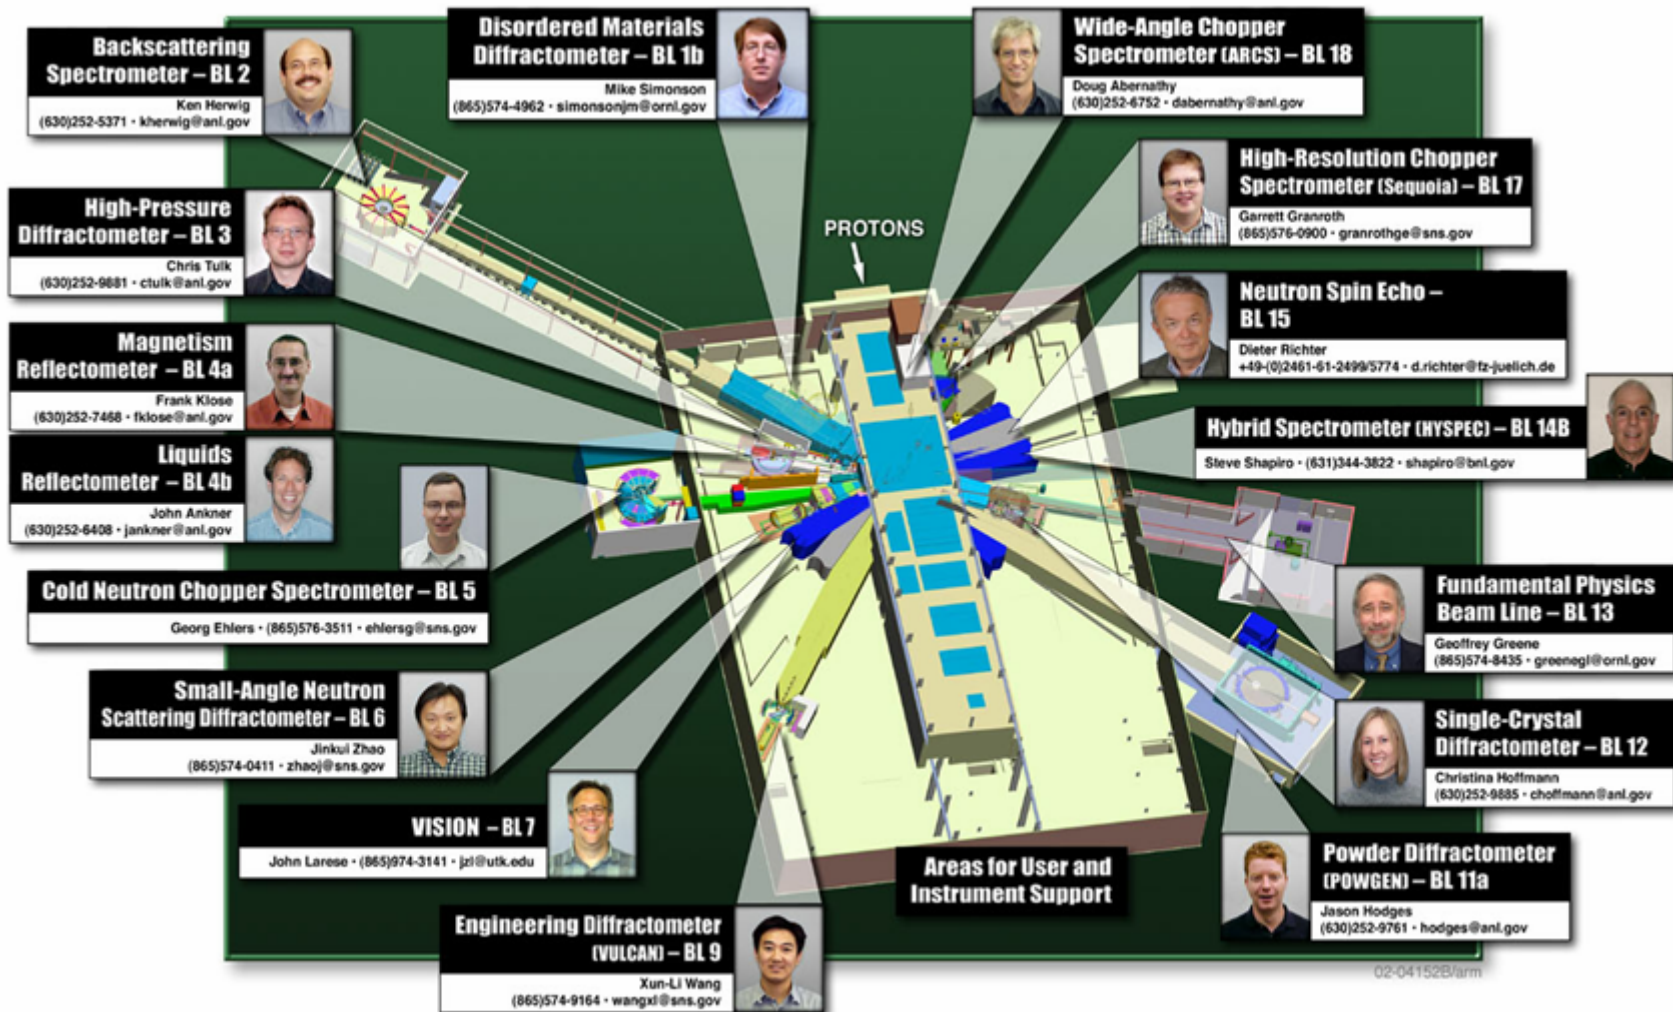 Backscattering
Spectrometer – BL 2
Ken Herwig
(630)252-5371 • kherwig@anl.gov
Disordered Materials
Diffractometer – BL 1b
Mike Simonson
(865)574-4962 • simonsonjm@ornl.gov
Wide-Angle Chopper
Spectrometer (ARCS) – BL 18
Doug Abernathy
(630)252-6752 • dabernathy@anl.gov
High-Resolution Chopper
Spectrometer (Sequoia) – BL 17
Garrett Granroth
(865)576-0900 • granrothge@sns.gov
High-Pressure
Diffractometer – BL 3
Chris Tulk
(630)252-9881 • ctulk@anl.gov
PROTONS
Neutron Spin Echo –
BL 15
Dieter Richter
+49-(0)2461-61-2499/5774 • d.richter@fz-juelich.de
Magnetism
Reflectometer – BL 4a
Frank Klose
(630)252-7468 • fklose@anl.gov
Hybrid Spectrometer (HYSPEC) – BL 14B
Steve Shapiro • (631)344-3822 • shapiro@bnl.gov
Liquids
Reflectometer – BL 4b
John Ankner
(630)252-6408 • jankner@anl.gov
Cold Neutron Chopper Spectrometer – BL 5
Georg Ehlers • (865)576-3511 • ehlersg@sns.gov
Fundamental Physics
Beam Line – BL 13
Geoffrey Greene
(865)574-8435 • greenegl@ornl.gov
Small-Angle Neutron
Scattering Diffractometer – BL 6
Jinkui Zhao
(865)574-0411 • zhaoj@sns.gov
Single-Crystal
Diffractometer – BL 12
Christina Hoffmann
(630)252-9885 • choffmann@anl.gov
VISION – BL 7
John Larese • (865)974-3141 • jzl@utk.edu
Areas for User and
Instrument Support
Powder Diffractometer
(POWGEN) – BL 11a
Jason Hodges
(630)252-9761 • hodges@anl.gov
Engineering Diffractometer
(VULCAN) – BL 9
Xun-Li Wang
(865)574-9164 • wangxl@sns.gov
02-04152B/arm